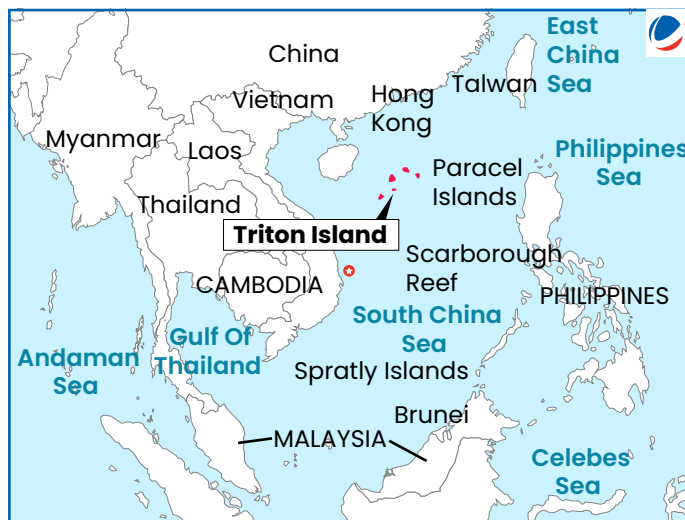 East
China
Sea
China
Talwan
Vietnam
Hong
Kong
Myanmar
Laos
Philippines
Sea
Paracel
Islands
Thailand
Triton Island
Scarborough
Reef
CAMBODIA
PHILIPPINES
South China
Sea
Gulf Of
Thailand
Andaman
Sea
Spratly Islands
Brunei
MALAYSIA
Celebes
Sea